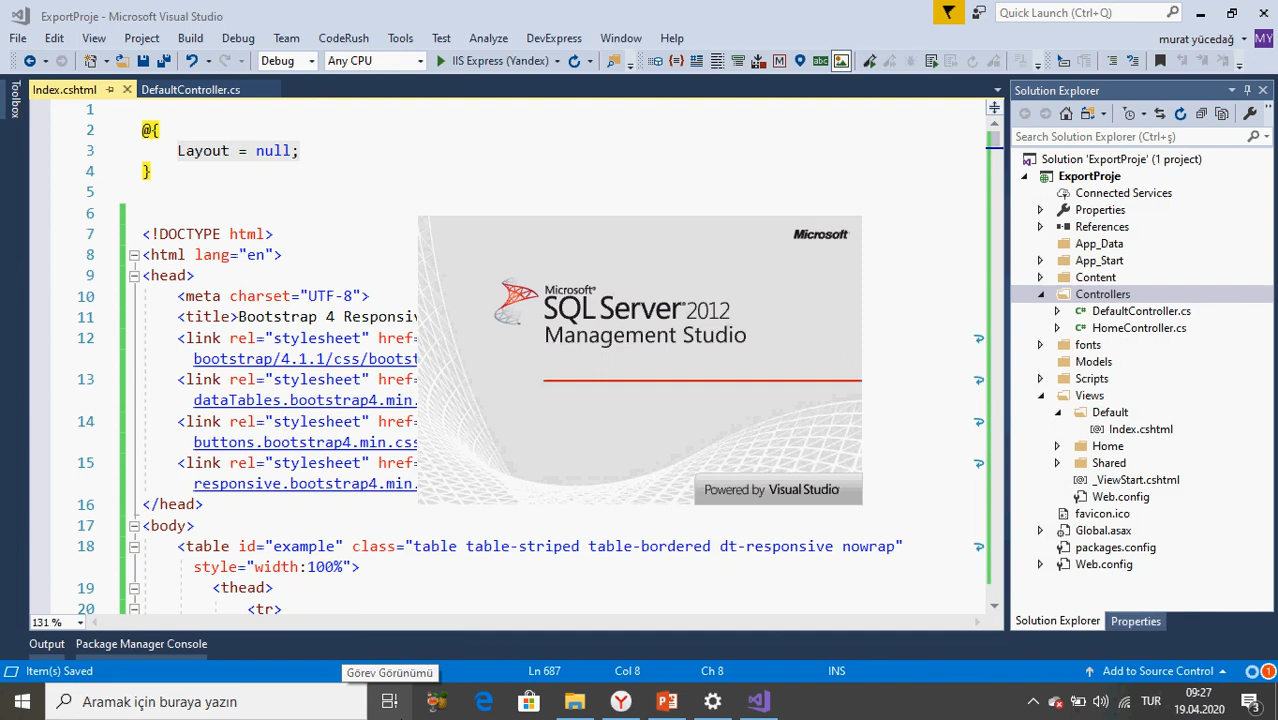 ExportProje - Microsoft Visual Studio
Quick Launch (Ctrl+Q)
File Edit View Project Build Debug Team CodeRush Tools Test Analyze DevExpress Window Help
murat yücedağ MY
Debug Any CPU IIS Express (Yandex)
Toolbox
Index.cshtml DefaultController.cs
1
2 @{
3 Layout = null;
4 }
5
6
7 <!DOCTYPE html>
8 <html lang="en">
9 <head>
10 <meta charset="UTF-8">
11 <title>Bootstrap 4 Responsiv
12 <link rel="stylesheet" href=
bootstrap/4.1.1/css/bootst
13 <link rel="stylesheet" href=
dataTables.bootstrap4.min.
14 <link rel="stylesheet" href=
buttons.bootstrap4.min.css
15 <link rel="stylesheet" href=
responsive.bootstrap4.min.
16 </head>
17 <body>
18 <table id="example" class="table table-striped table-bordered dt-responsive nowrap"
style="width:100%">
19 <thead>
20 <tr>
Microsoft
Microsoft®
SQL Server® 2012
Management Studio
Powered by Visual Studio
Solution Explorer
Search Solution Explorer (Ctrl+ş)
Solution 'ExportProje' (1 project)
ExportProje
Connected Services
Properties
References
App_Data
App_Start
Content
Controllers
DefaultController.cs
HomeController.cs
fonts
Models
Scripts
Views
Default
Index.cshtml
Home
Shared
_ViewStart.cshtml
Web.config
favicon.ico
Global.asax
packages.config
Web.config
131 %
Solution Explorer Properties
Output Package Manager Console
Item(s) Saved Ln 687 Col 8 Ch 8 INS Add to Source Control 1
Görev Görünümü
Aramak için buraya yazın
TUR
09:27
19.04.2020
3